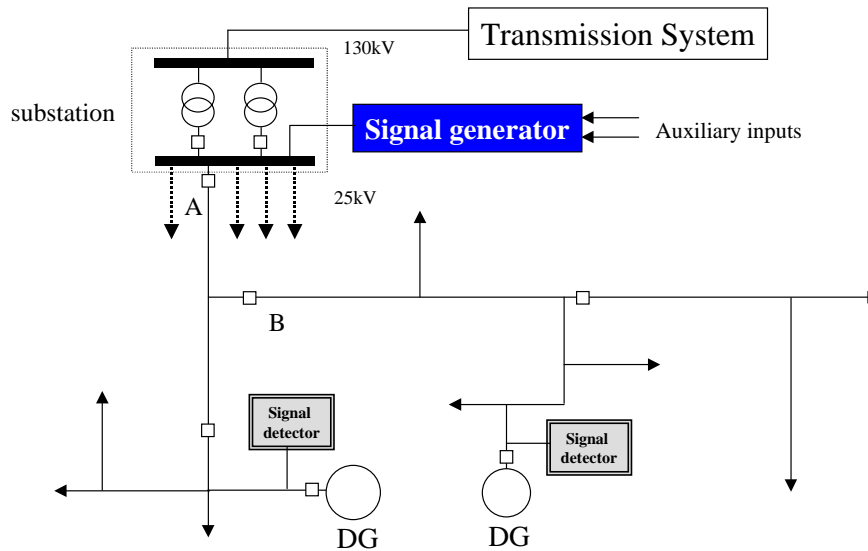 Transmission System
130kV
substation
Signal generator
Auxiliary inputs
25kV
A
B
Signal
detector
Signal
detector
DG
DG